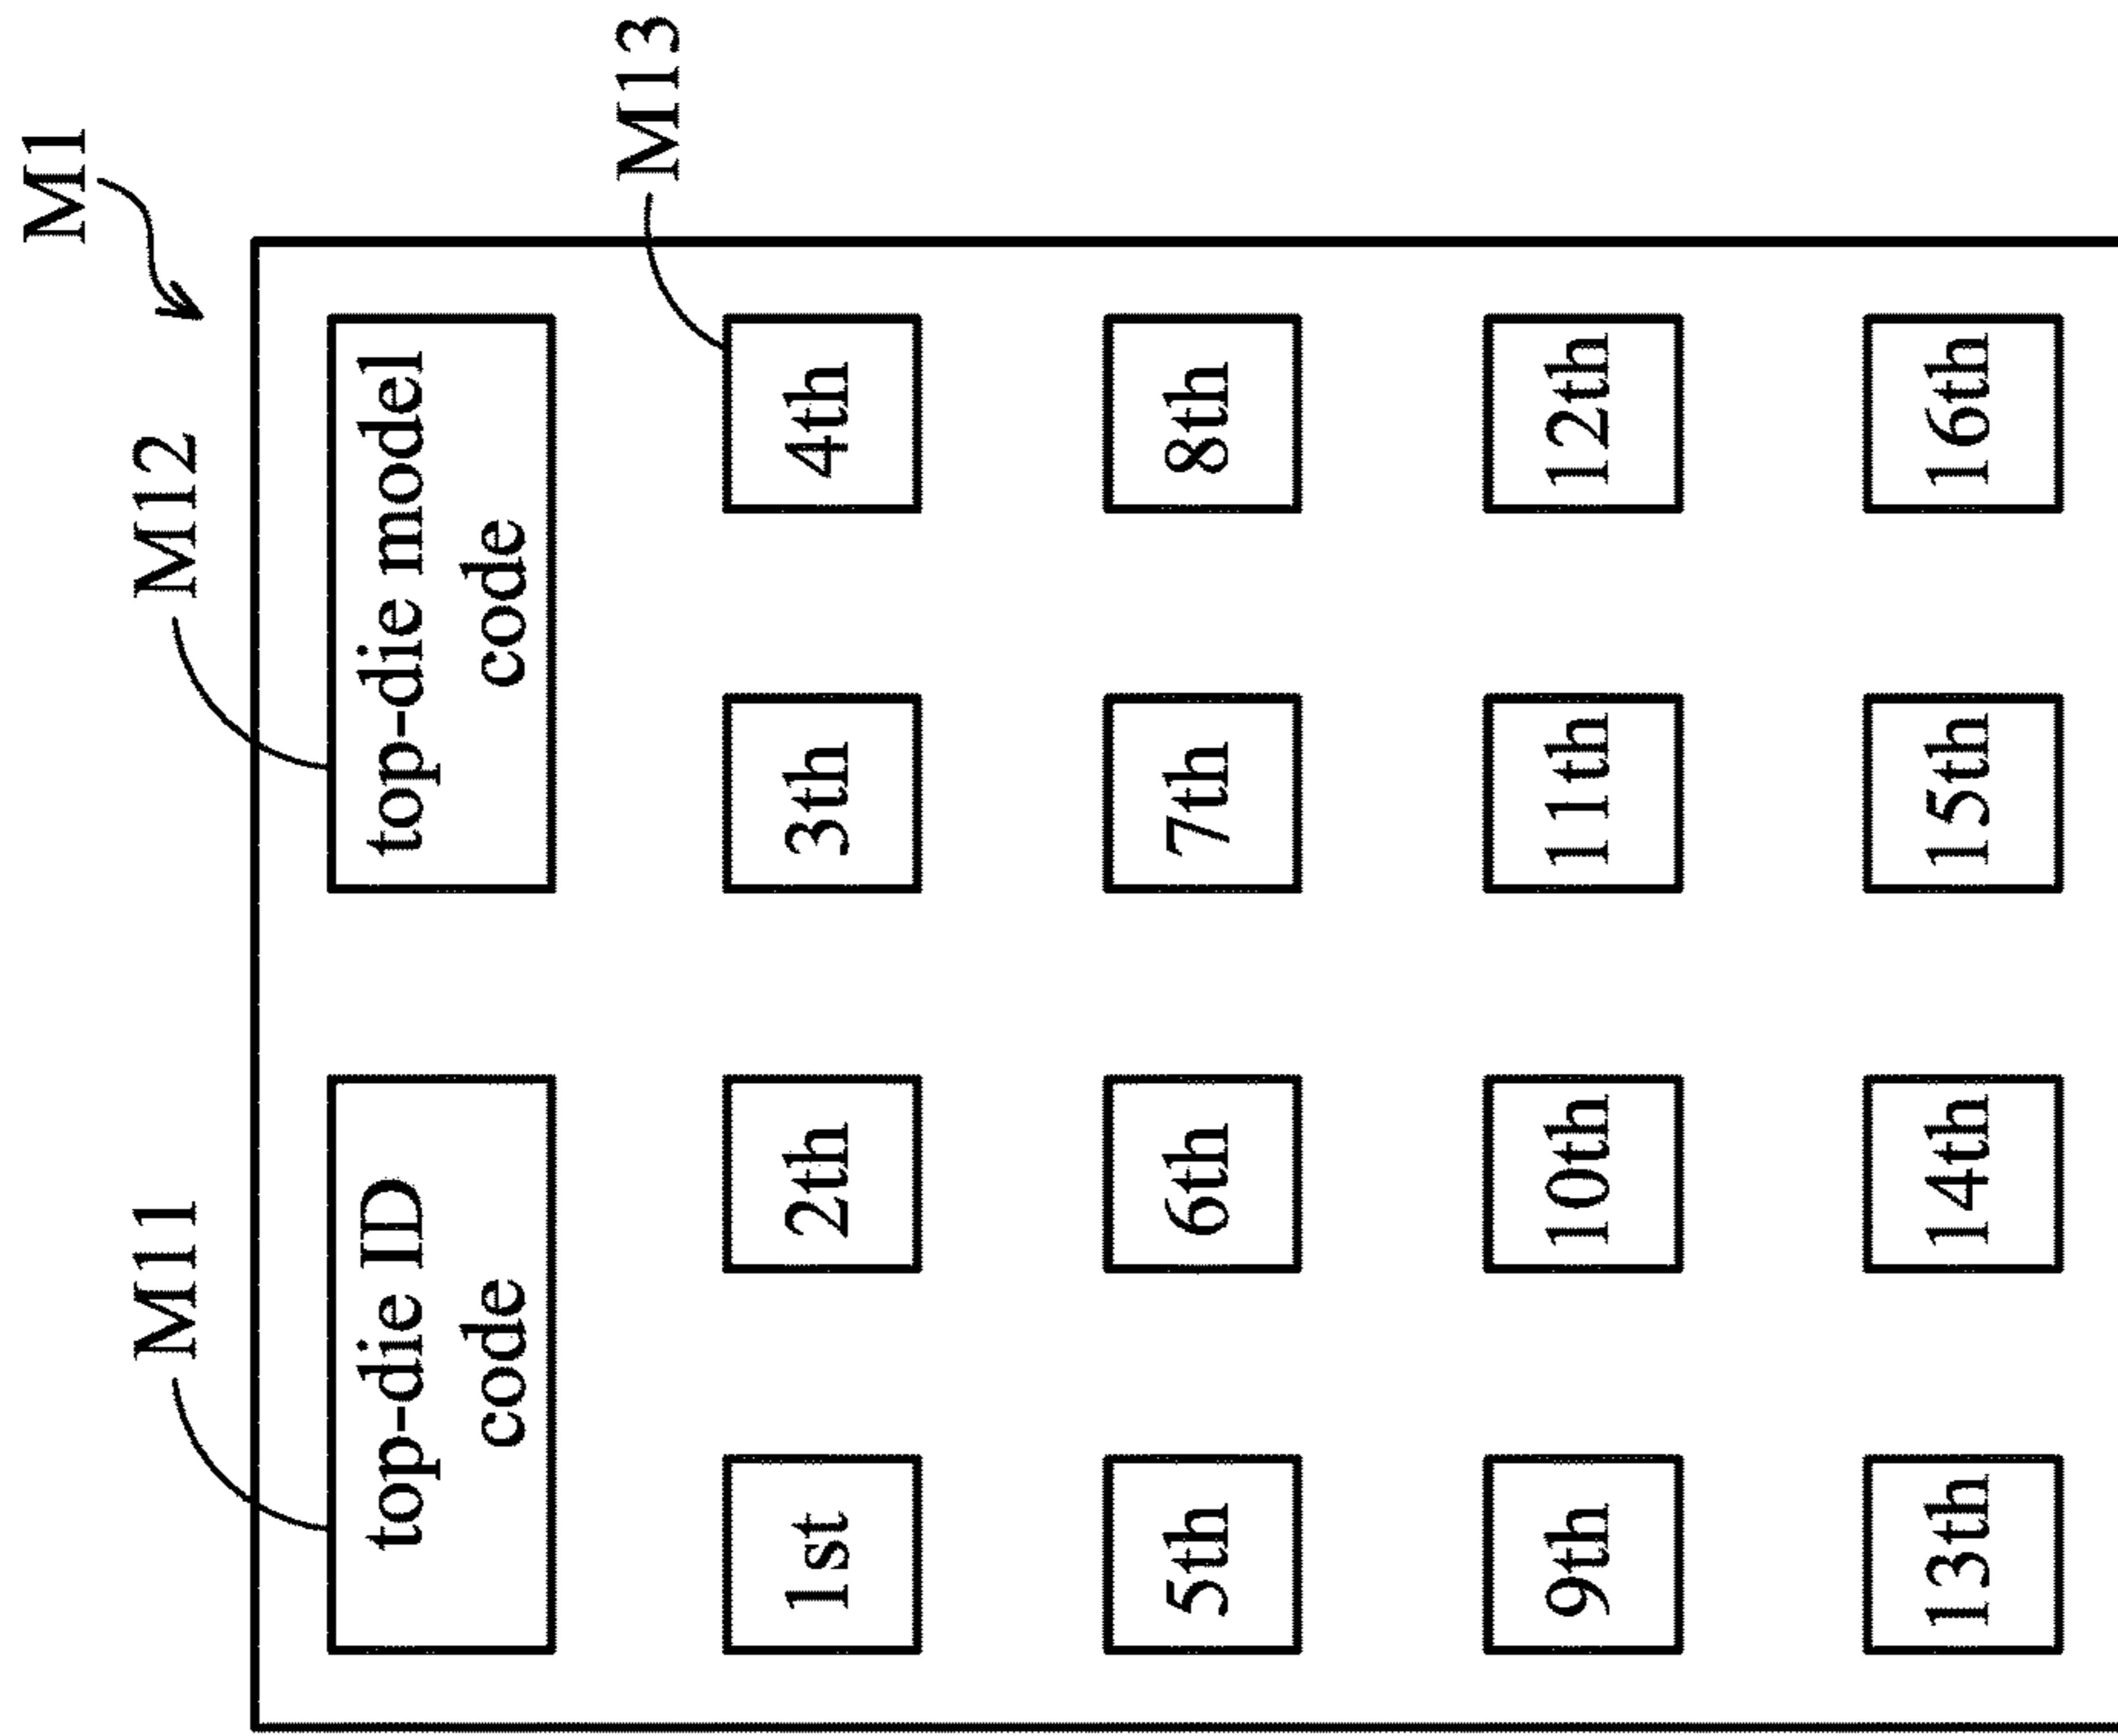 M1
M11
M12
top-die ID
code
top-die model
code
M13
1st
2th
3th
4th
5th
6th
7th
8th
9th
10th
11th
12th
13th
14th
15th
16th